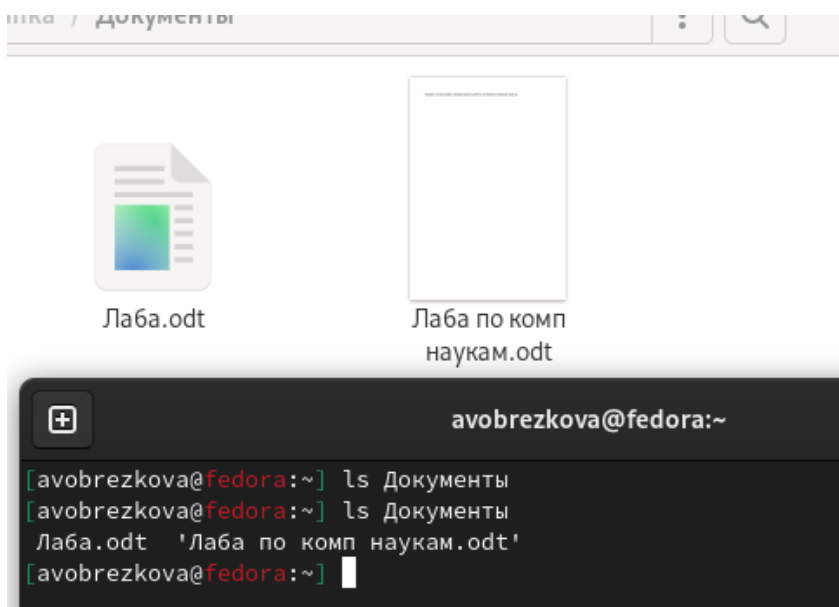 Документы
Лаба.odt
Лаба по комп
наукам.odt
avobrezkova@fedora:~
[avobrezkova@fedora:~] ls Документы
[avobrezkova@fedora:~] ls Документы
Лаба.odt  'Лаба по комп наукам.odt'
[avobrezkova@fedora:~]